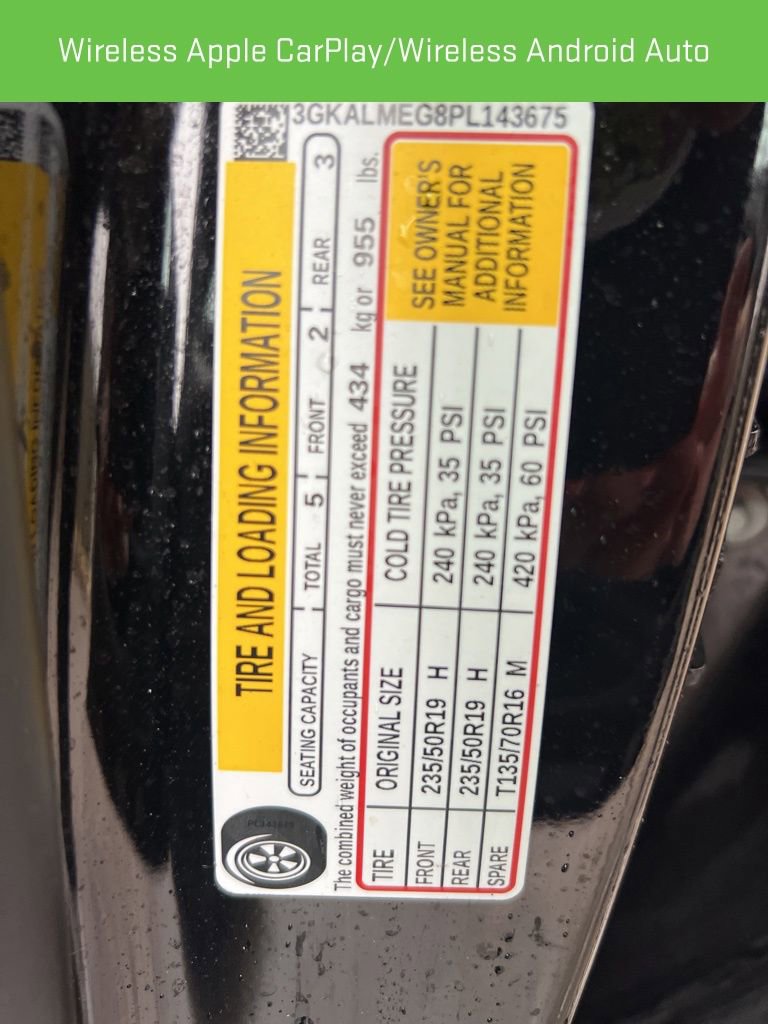 Wireless Apple CarPlay/Wireless Android Auto
3GKALMEG8PL143675
TIRE AND LOADING INFORMATION
SEATING CAPACITY TOTAL 5 FRONT 2 REAR 3
The combined weight of occupants and cargo must never exceed 434 kg or 955 lbs.
TIRE ORIGINAL SIZE COLD TIRE PRESSURE
FRONT 235/50R19 H 240 kPa, 35 PSI
REAR 235/50R19 H 240 kPa, 35 PSI
SPARE T135/70R16 M 420 kPa, 60 PSI
SEE OWNER'S
MANUAL FOR
ADDITIONAL
INFORMATION
PL143675